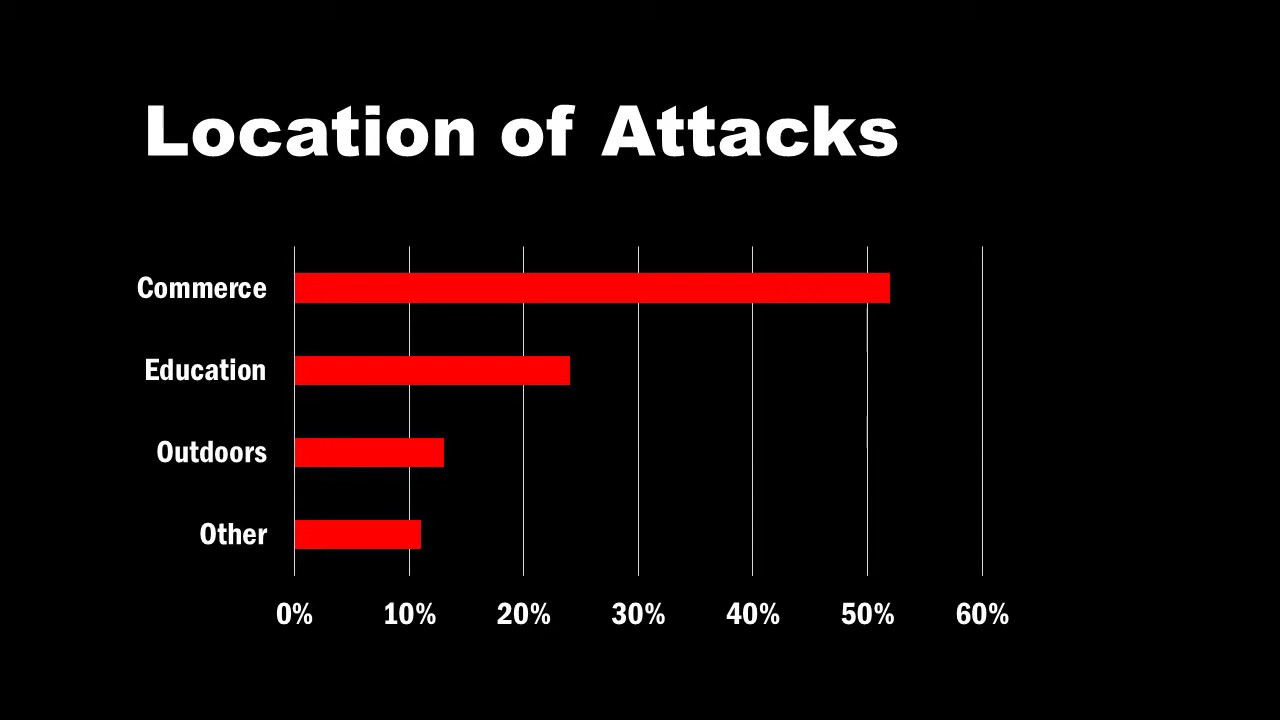 Location of Attacks
Commerce
Education
Outdoors
Other
0% 10% 20% 30% 40% 50% 60%